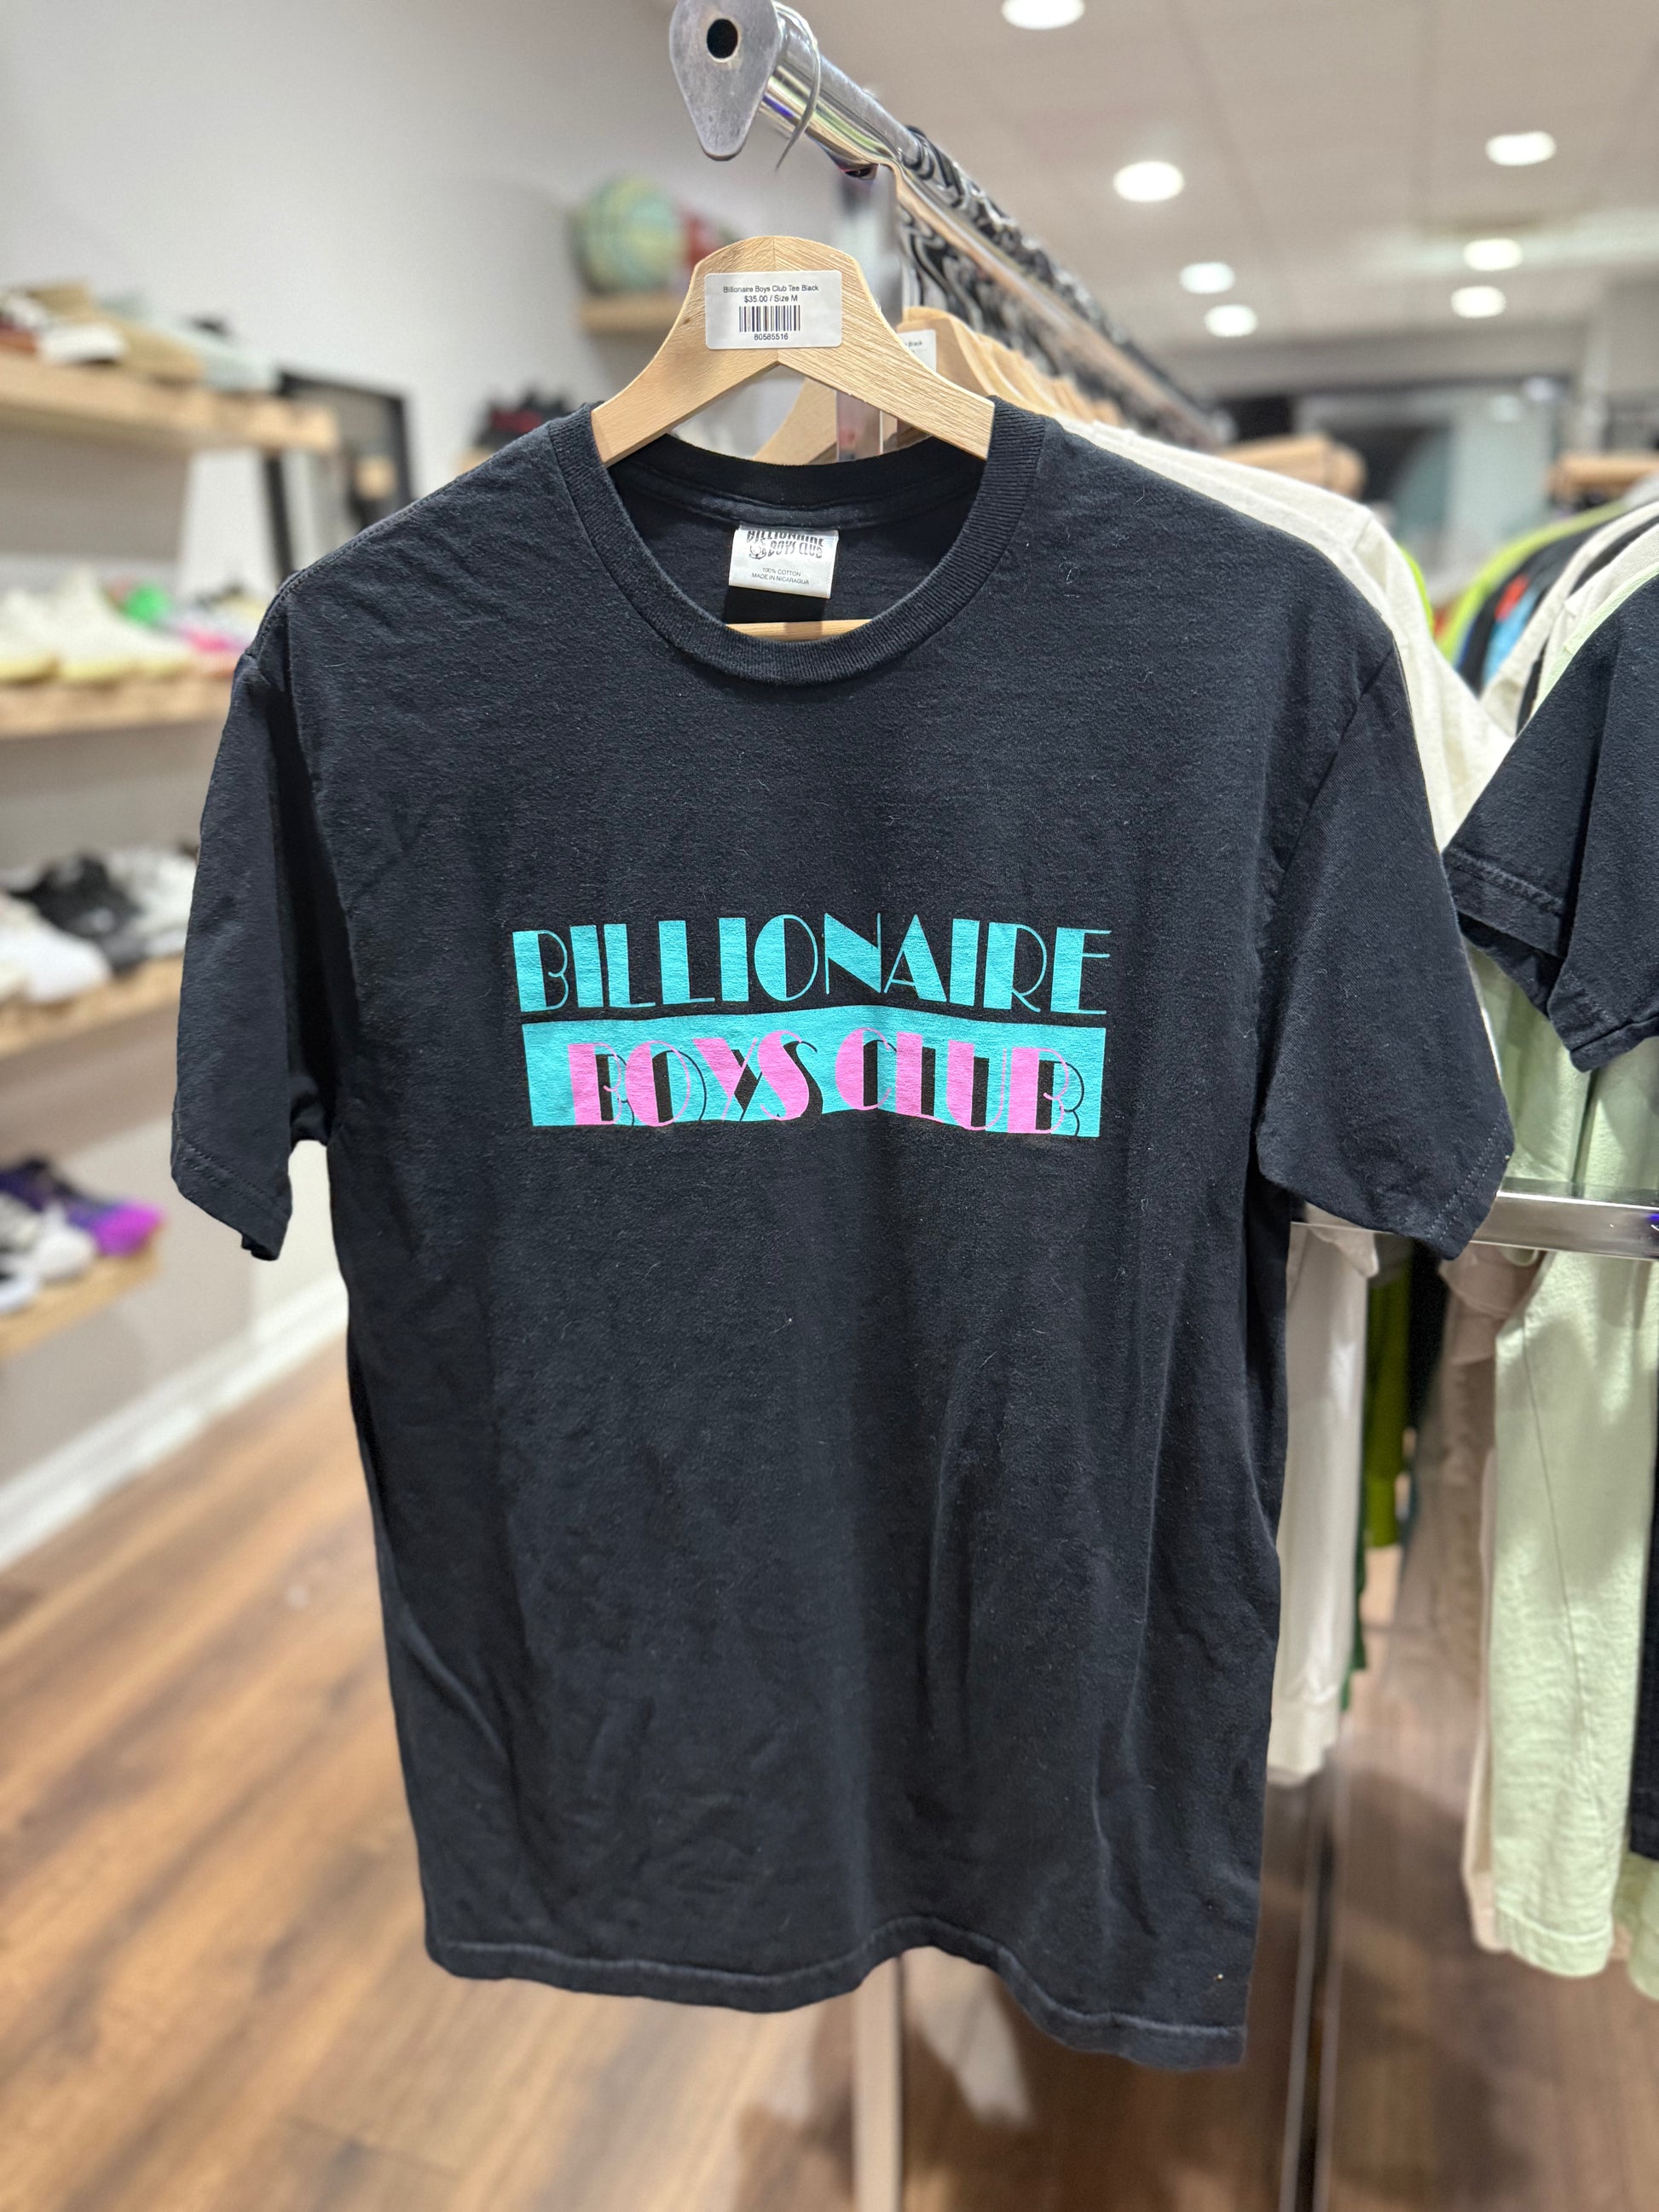 Billionaire Boys Club Tee Black
$35.00 / Size M
80585516
Black
BILLIONAIRE
BOYS CLUB
100% COTTON
MADE IN NICARAGUA
BILLIONAIRE
BOYS CLUB